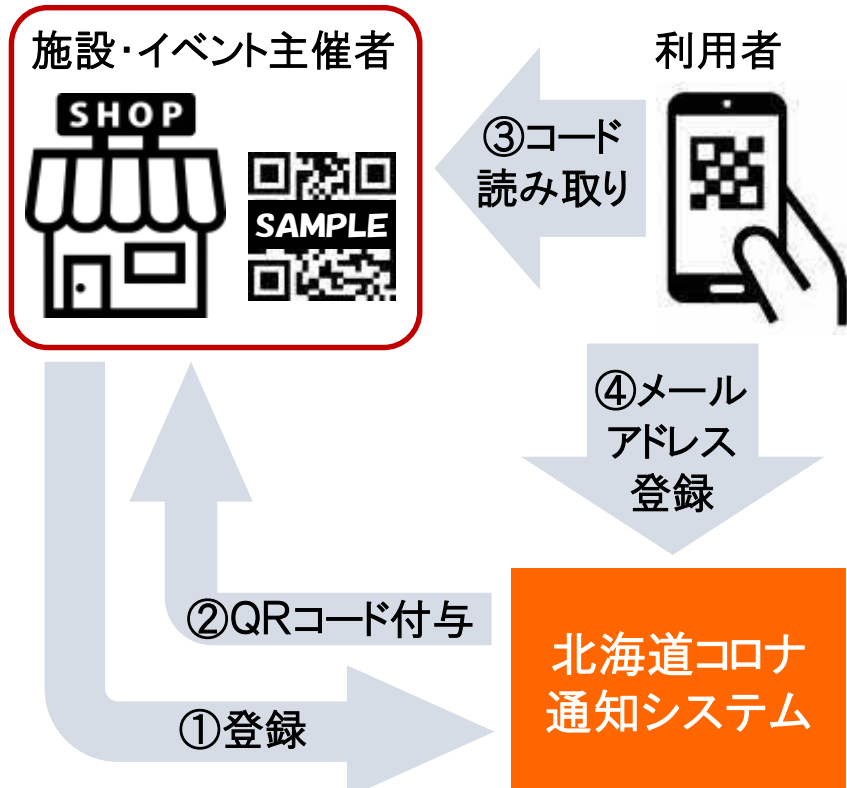 施設・イベント主催者
利用者
SHOP
SAMPLE
③コード
読み取り
④メール
アドレス
登録
②QRコード付与
①登録
北海道コロナ
通知システム